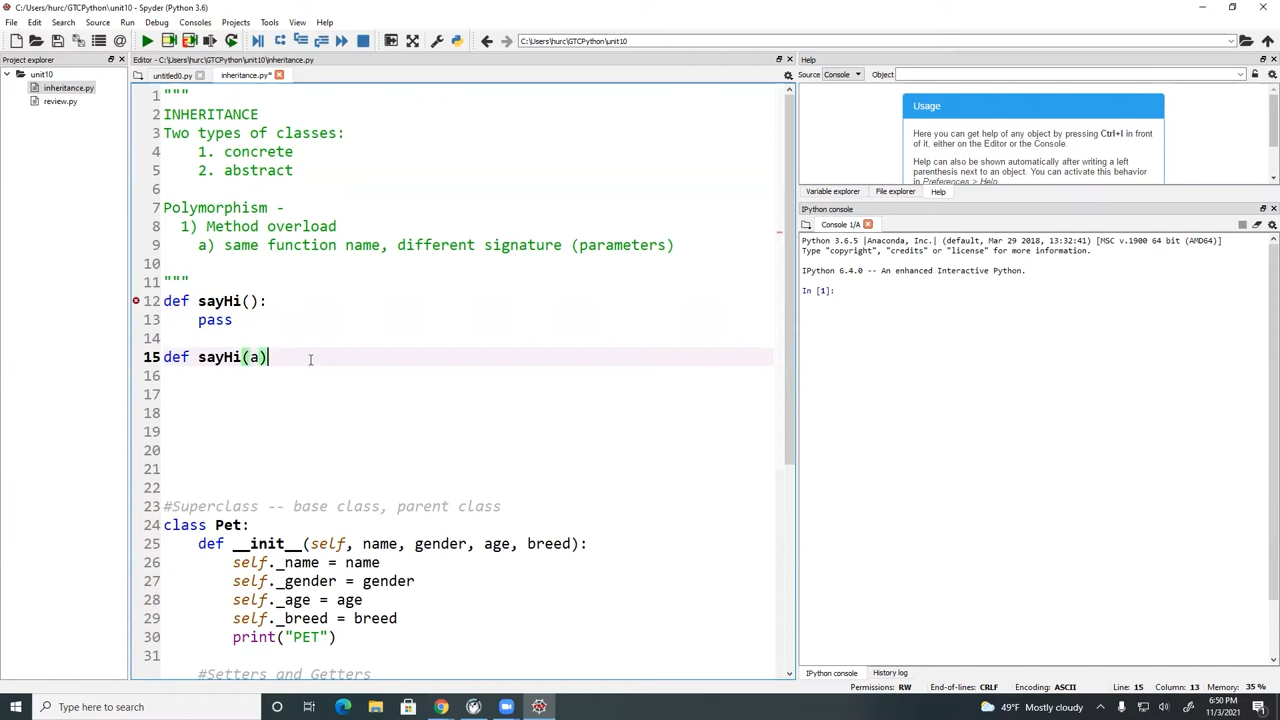 C:/Users/hurc/GTCPython/unit10 - Spyder (Python 3.6)
File Edit Search Source Run Debug Consoles Projects Tools View Help
C:\Users\hurc\GTCPython\unit10
Project explorer
unit10
inheritance.py
review.py
Editor - C:\Users\hurc\GTCPython\unit10\inheritance.py
untitled0.py inheritance.py*
1 """
2 INHERITANCE
3 Two types of classes:
4 1. concrete
5 2. abstract
6
7 Polymorphism -
8 1) Method overload
9 a) same function name, different signature (parameters)
10
11 """
12 def sayHi():
13 pass
14
15 def sayHi(a)
16
17
18
19
20
21
22
23 #Superclass -- base class, parent class
24 class Pet:
25 def __init__(self, name, gender, age, breed):
26 self._name = name
27 self._gender = gender
28 self._age = age
29 self._breed = breed
30 print("PET")
31
#Setters and Getters
Help
Source Console Object
Usage
Here you can get help of any object by pressing Ctrl+I in front
of it, either on the Editor or the Console.
Help can also be shown automatically after writing a left
parenthesis next to an object. You can activate this behavior
in Preferences > Help.
Variable explorer File explorer Help
IPython console
Console 1/A
Python 3.6.5 |Anaconda, Inc.| (default, Mar 29 2018, 13:32:41) [MSC v.1900 64 bit (AMD64)]
Type "copyright", "credits" or "license" for more information.
IPython 6.4.0 -- An enhanced Interactive Python.
In [1]:
IPython console History log
Permissions: RW End-of-lines: CRLF Encoding: ASCII Line: 15 Column: 13 Memory: 35 %
Type here to search
49°F Mostly cloudy
6:50 PM
11/3/2021